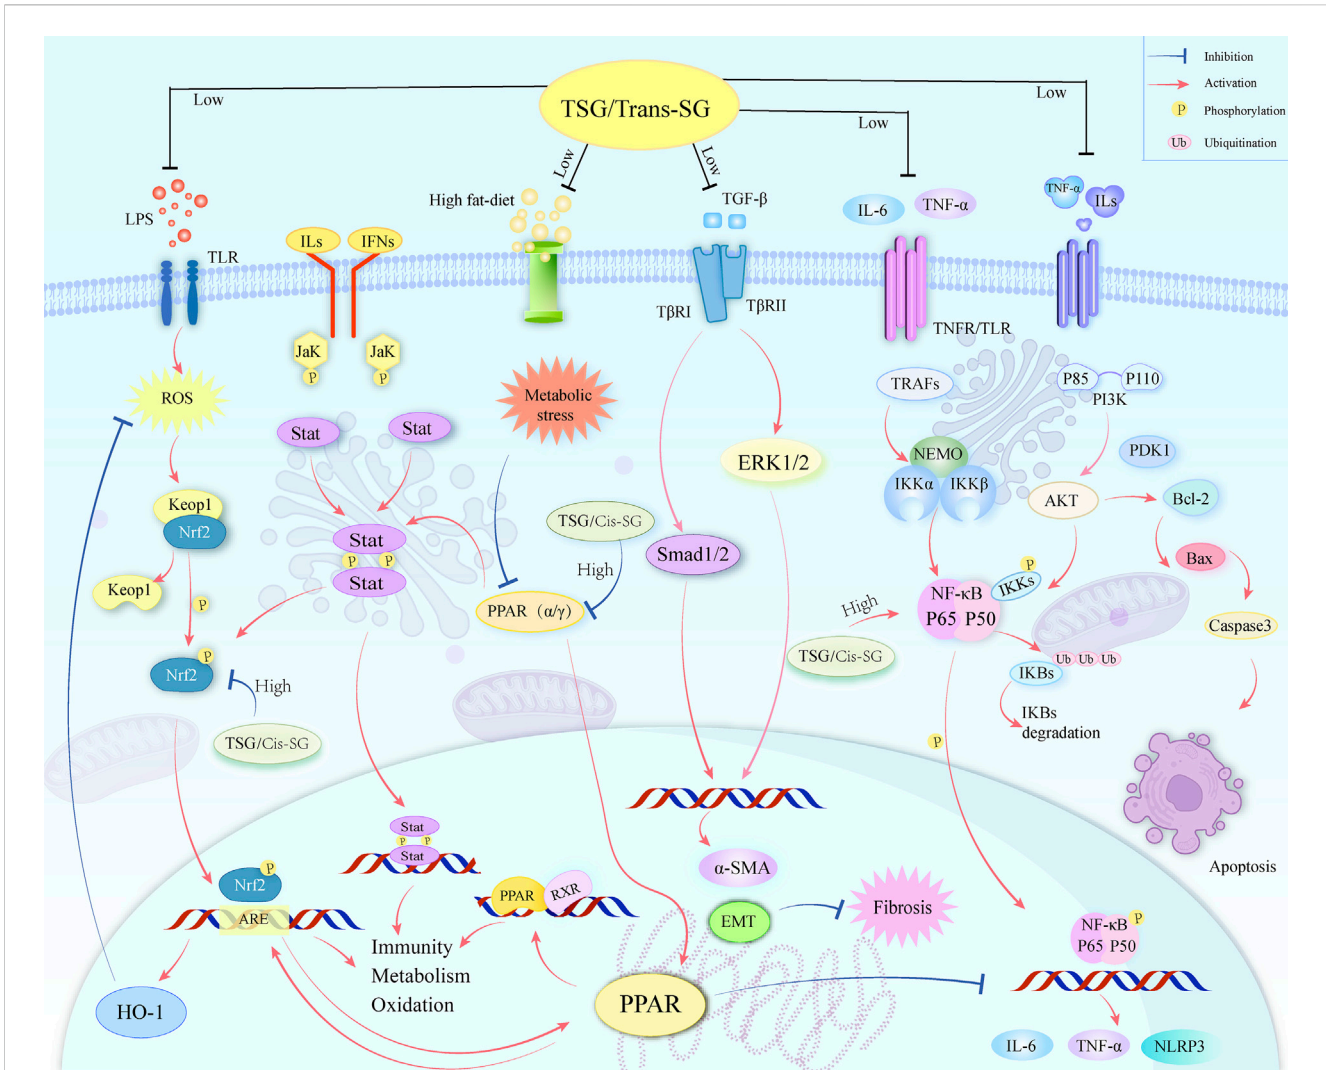 Inhibition
Activation
P Phosphorylation
Ub Ubiquitination
TSG/Trans-SG
Low
Low
Low
Low
Low
LPS
TLR
ILs
IFNs
High fat-diet
TGF-β
IL-6
TNF-α
TNF-α
ILs
TβRI
TβRII
TNFR/TLR
JaK
P
JaK
P
ROS
Metabolic
stress
TRAFs
P85
P110
PI3K
Stat
Stat
ERK1/2
NEMO
IKKα
IKKβ
PDK1
AKT
Bcl-2
Keop1
Nrf2
TSG/Cis-SG
High
Stat
P
P
Stat
Smad1/2
Bax
P
IKKs
NF-κB
P65
P50
Keop1
P
PPAR（α/γ）
High
Caspase3
TSG/Cis-SG
Ub
Ub
Ub
IKBs
P
Nrf2
High
IKBs
degradation
TSG/Cis-SG
P
Stat
P
P
Stat
α-SMA
Apoptosis
P
Nrf2
ARE
PPAR
RXR
EMT
Fibrosis
NF-κB
P
P65
P50
Immunity
Metabolism
Oxidation
HO-1
PPAR
IL-6
TNF-α
NLRP3